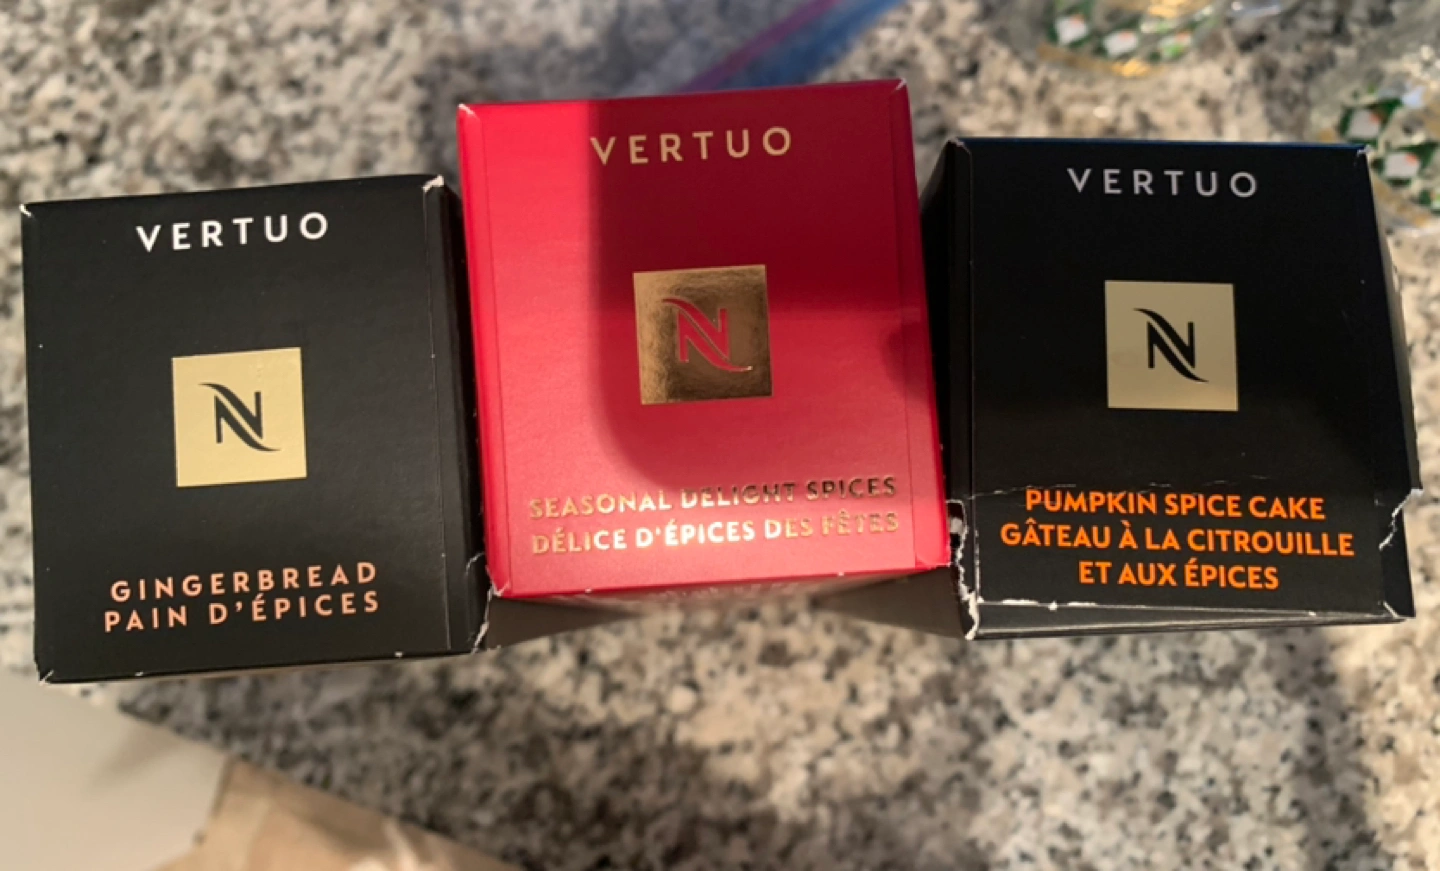 VERTUO
N
GINGERBREAD
PAIN D'ÉPICES
VERTUO
N
SEASONAL DELIGHT SPICES
DÉLICE D'ÉPICES DES FÊTES
VERTUO
N
PUMPKIN SPICE CAKE
GÂTEAU À LA CITROUILLE
ET AUX ÉPICES